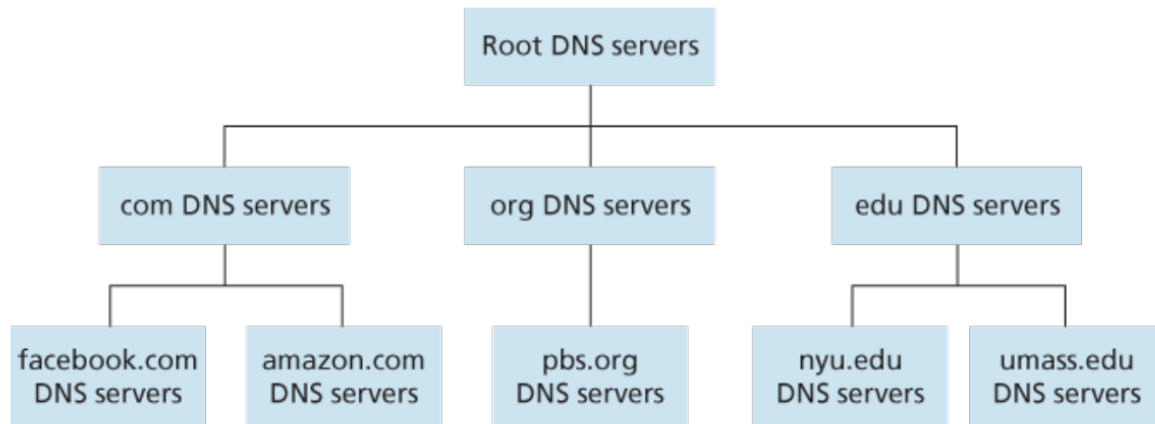 Root DNS servers
com DNS servers
org DNS servers
edu DNS servers
facebook.com
DNS servers
amazon.com
DNS servers
pbs.org
DNS servers
nyu.edu
DNS servers
umass.edu
DNS servers